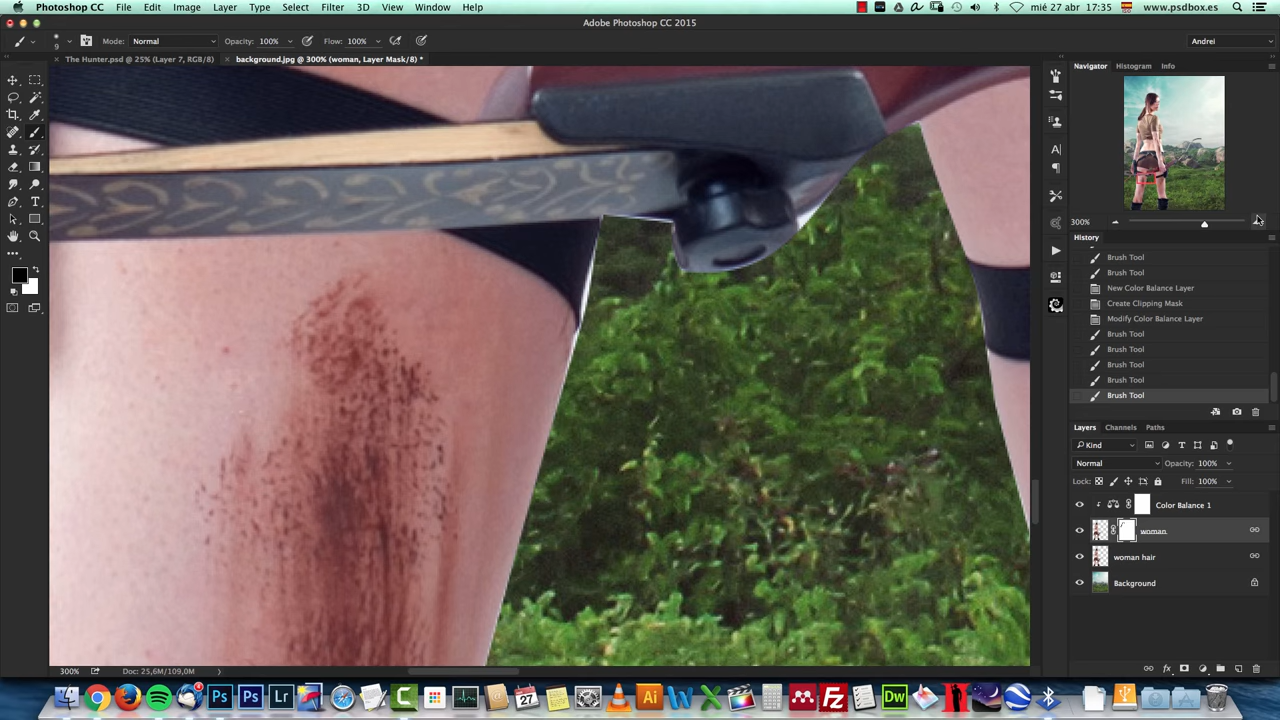 Photoshop CC File Edit Image Layer Type Select Filter 3D View Window Help mié 27 abr 17:35 www.psdbox.es
Adobe Photoshop CC 2015
9 Mode: Normal Opacity: 100% Flow: 100% Andrei
× The Hunter.psd @ 25% (Layer 7, RGB/8) × background.jpg @ 300% (woman, Layer Mask/8) *
Navigator Histogram Info
300%
History
Brush Tool
Brush Tool
New Color Balance Layer
Create Clipping Mask
Modify Color Balance Layer
Brush Tool
Brush Tool
Brush Tool
Brush Tool
Brush Tool
Layers Channels Paths
Kind
Normal Opacity: 100%
Lock: Fill: 100%
Color Balance 1
woman
woman hair
Background
300% Doc: 25,6M/109,0M